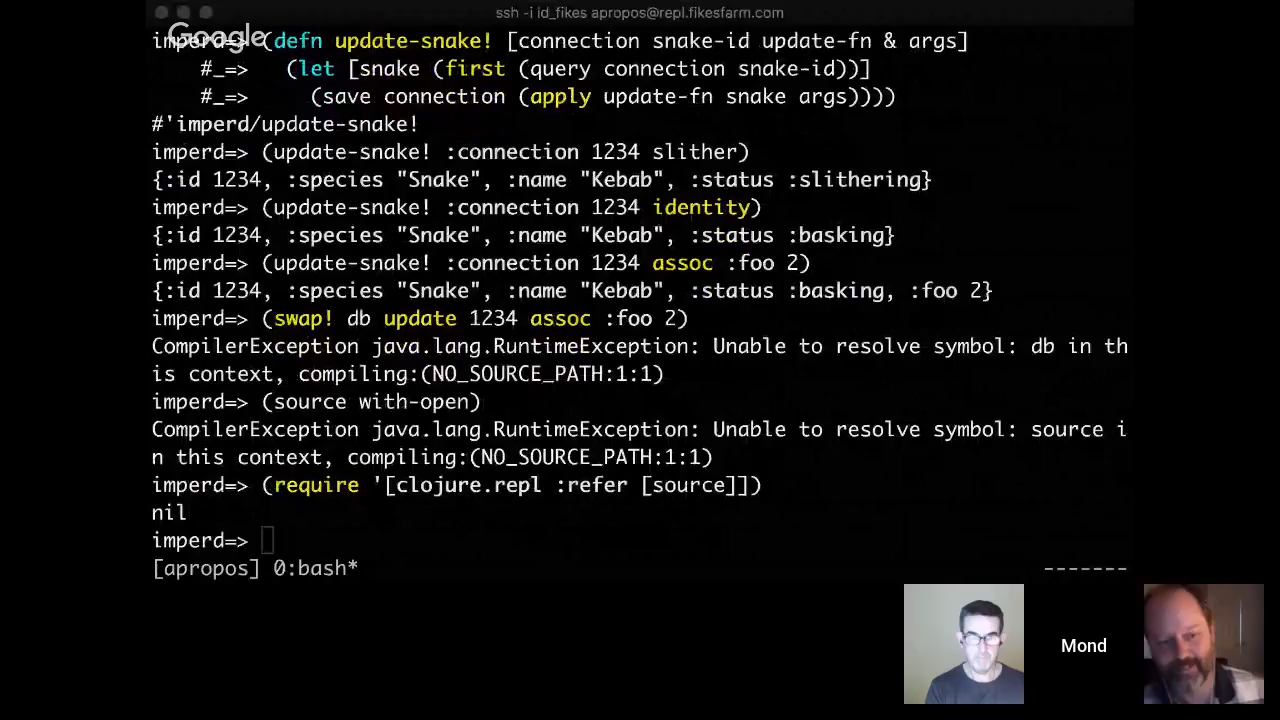 ssh -i id_fikes apropos@repl.fikesfarm.com
Google
imperd=> (defn update-snake! [connection snake-id update-fn & args]
#_=> (let [snake (first (query connection snake-id))]
#_=> (save connection (apply update-fn snake args))))
#'imperd/update-snake!
imperd=> (update-snake! :connection 1234 slither)
{:id 1234, :species "Snake", :name "Kebab", :status :slithering}
imperd=> (update-snake! :connection 1234 identity)
{:id 1234, :species "Snake", :name "Kebab", :status :basking}
imperd=> (update-snake! :connection 1234 assoc :foo 2)
{:id 1234, :species "Snake", :name "Kebab", :status :basking, :foo 2}
imperd=> (swap! db update 1234 assoc :foo 2)
CompilerException java.lang.RuntimeException: Unable to resolve symbol: db in th
is context, compiling:(NO_SOURCE_PATH:1:1)
imperd=> (source with-open)
CompilerException java.lang.RuntimeException: Unable to resolve symbol: source i
n this context, compiling:(NO_SOURCE_PATH:1:1)
imperd=> (require '[clojure.repl :refer [source]])
nil
imperd=>
[apropos] 0:bash* -------
Mond